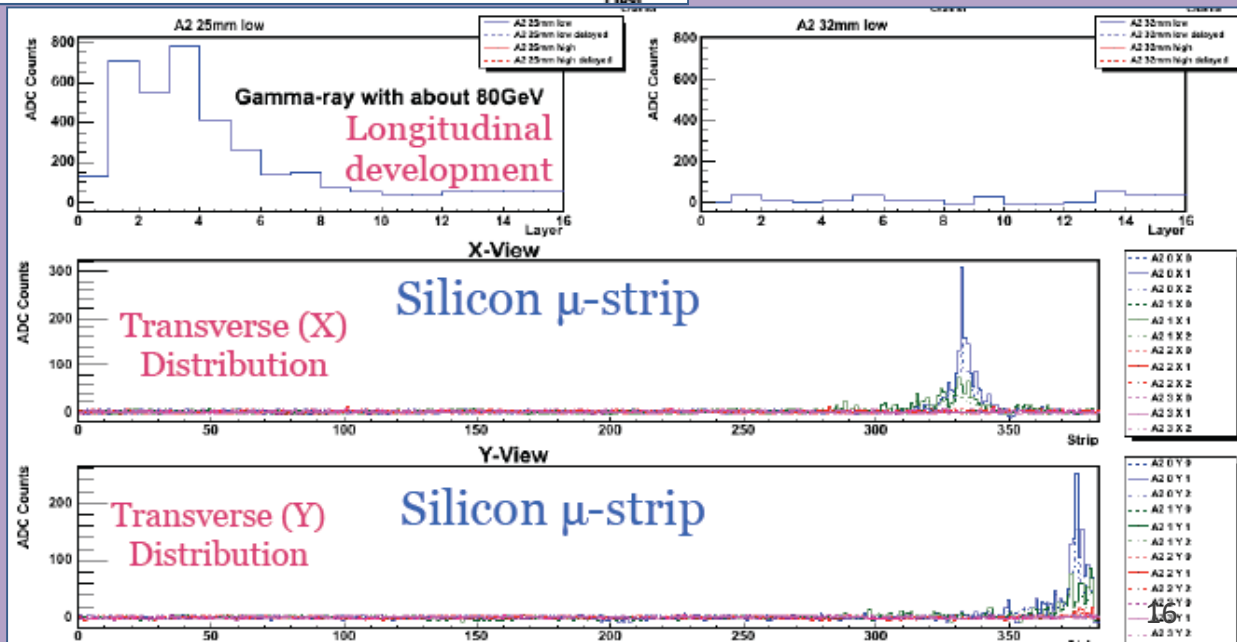 A2 25mm low
A2 25mm low
A2 25mm low delayed
A2 25mm high
A2 25mm high delayed
ADC Counts
800
600
400
200
0
Gamma-ray with about 80GeV
Longitudinal
development
0 2 4 6 8 10 12 14 16
Layer
A2 32mm low
A2 32mm low
A2 32mm low delayed
A2 32mm high
A2 32mm high delayed
ADC Counts
800
600
400
200
0
0 2 4 6 8 10 12 14 16
Layer
X-View
ADC Counts
300
200
100
0
Silicon μ-strip
Transverse (X)
Distribution
0 50 100 150 200 250 300 350
Strip
A2 0 X 0
A2 0 X 1
A2 0 X 2
A2 1 X 0
A2 1 X 1
A2 1 X 2
A2 2 X 0
A2 2 X 1
A2 2 X 2
A2 3 X 0
A2 3 X 1
A2 3 X 2
Y-View
ADC Counts
200
100
0
Silicon μ-strip
Transverse (Y)
Distribution
0 50 100 150 200 250 300 350
A2 0 Y 0
A2 0 Y 1
A2 0 Y 2
A2 1 Y 0
A2 1 Y 1
A2 1 Y 2
A2 2 Y 0
A2 2 Y 1
A2 2 Y 2
16